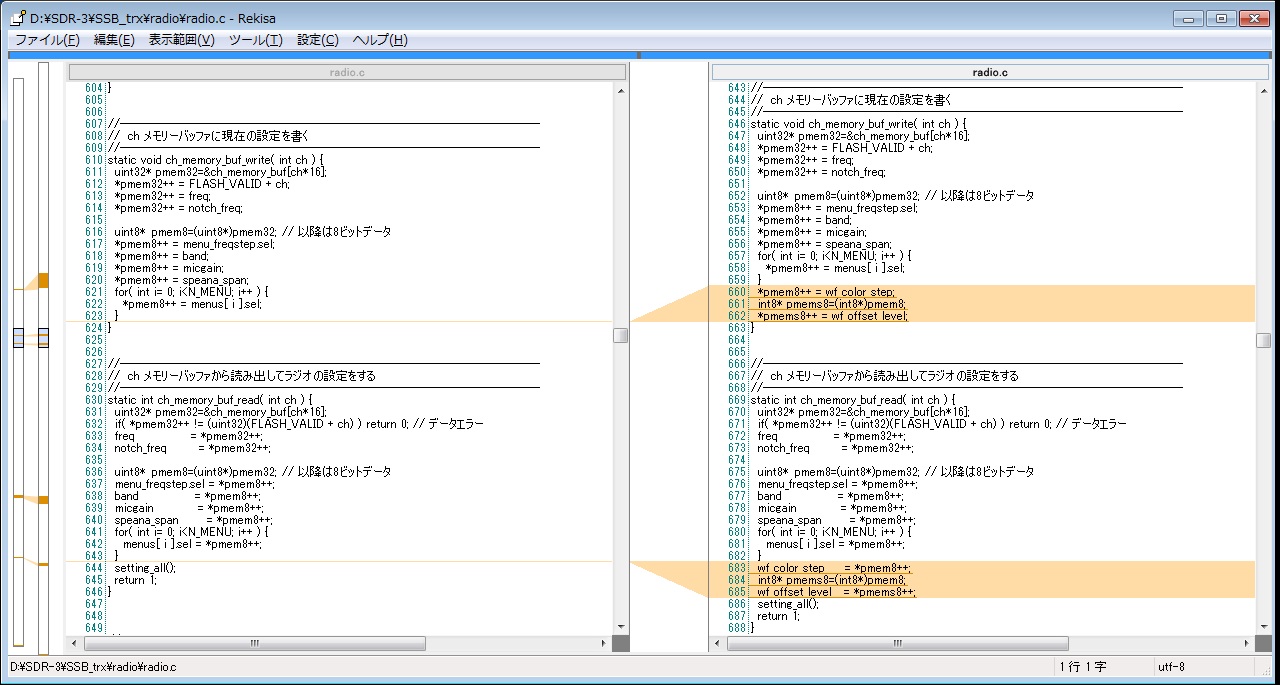 D:¥SDR-3¥SSB_trx¥radio¥radio.c - Rekisa
ファイル(F) 編集(E) 表示範囲(V) ツール(T) 設定(C) ヘルプ(H)
radio.c
604 }
605
606
607 //────────────────────────────
608 // ch メモリーバッファに現在の設定を書く
609 //────────────────────────────
610 static void ch_memory_buf_write( int ch ) {
611 uint32* pmem32=&ch_memory_buf[ch*16];
612 *pmem32++ = FLASH_VALID + ch;
613 *pmem32++ = freq;
614 *pmem32++ = notch_freq;
615
616 uint8* pmem8=(uint8*)pmem32; // 以降は8ビットデータ
617 *pmem8++ = menu_freqstep.sel;
618 *pmem8++ = band;
619 *pmem8++ = micgain;
620 *pmem8++ = speana_span;
621 for( int i= 0; i<N_MENU; i++ ) {
622 *pmem8++ = menus[ i ].sel;
623 }
624 }
625
626
627 //────────────────────────────
628 // ch メモリーバッファから読み出してラジオの設定をする
629 //────────────────────────────
630 static int ch_memory_buf_read( int ch ) {
631 uint32* pmem32=&ch_memory_buf[ch*16];
632 if( *pmem32++ != (uint32)(FLASH_VALID + ch) ) return 0; // データエラー
633 freq = *pmem32++;
634 notch_freq = *pmem32++;
635
636 uint8* pmem8=(uint8*)pmem32; // 以降は8ビットデータ
637 menu_freqstep.sel = *pmem8++;
638 band = *pmem8++;
639 micgain = *pmem8++;
640 speana_span = *pmem8++;
641 for( int i= 0; i<N_MENU; i++ ) {
642 menus[ i ].sel = *pmem8++;
643 }
644 setting_all();
645 return 1;
646 }
647
648
649
radio.c
643 //────────────────────────────
644 // ch メモリーバッファに現在の設定を書く
645 //────────────────────────────
646 static void ch_memory_buf_write( int ch ) {
647 uint32* pmem32=&ch_memory_buf[ch*16];
648 *pmem32++ = FLASH_VALID + ch;
649 *pmem32++ = freq;
650 *pmem32++ = notch_freq;
651
652 uint8* pmem8=(uint8*)pmem32; // 以降は8ビットデータ
653 *pmem8++ = menu_freqstep.sel;
654 *pmem8++ = band;
655 *pmem8++ = micgain;
656 *pmem8++ = speana_span;
657 for( int i= 0; i<N_MENU; i++ ) {
658 *pmem8++ = menus[ i ].sel;
659 }
660 *pmem8++ = wf_color_step;
661 int8* pmems8=(int8*)pmem8;
662 *pmems8++ = wf_offset_level;
663 }
664
665
666 //────────────────────────────
667 // ch メモリーバッファから読み出してラジオの設定をする
668 //────────────────────────────
669 static int ch_memory_buf_read( int ch ) {
670 uint32* pmem32=&ch_memory_buf[ch*16];
671 if( *pmem32++ != (uint32)(FLASH_VALID + ch) ) return 0; // データエラー
672 freq = *pmem32++;
673 notch_freq = *pmem32++;
674
675 uint8* pmem8=(uint8*)pmem32; // 以降は8ビットデータ
676 menu_freqstep.sel = *pmem8++;
677 band = *pmem8++;
678 micgain = *pmem8++;
679 speana_span = *pmem8++;
680 for( int i= 0; i<N_MENU; i++ ) {
681 menus[ i ].sel = *pmem8++;
682 }
683 wf_color_step = *pmem8++;
684 int8* pmems8=(int8*)pmem8;
685 wf_offset_level = *pmems8++;
686 setting_all();
687 return 1;
688 }
D:¥SDR-3¥SSB_trx¥radio¥radio.c
1 行 1 字
utf-8